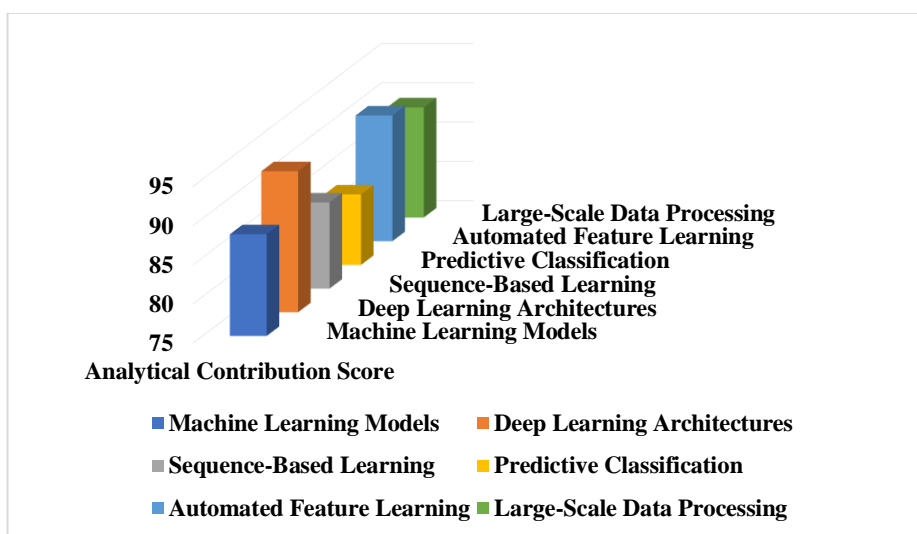 95
90
85
80
75
Large-Scale Data Processing
Automated Feature Learning
Predictive Classification
Sequence-Based Learning
Deep Learning Architectures
Machine Learning Models
Analytical Contribution Score
Machine Learning Models Deep Learning Architectures
Sequence-Based Learning Predictive Classification
Automated Feature Learning Large-Scale Data Processing